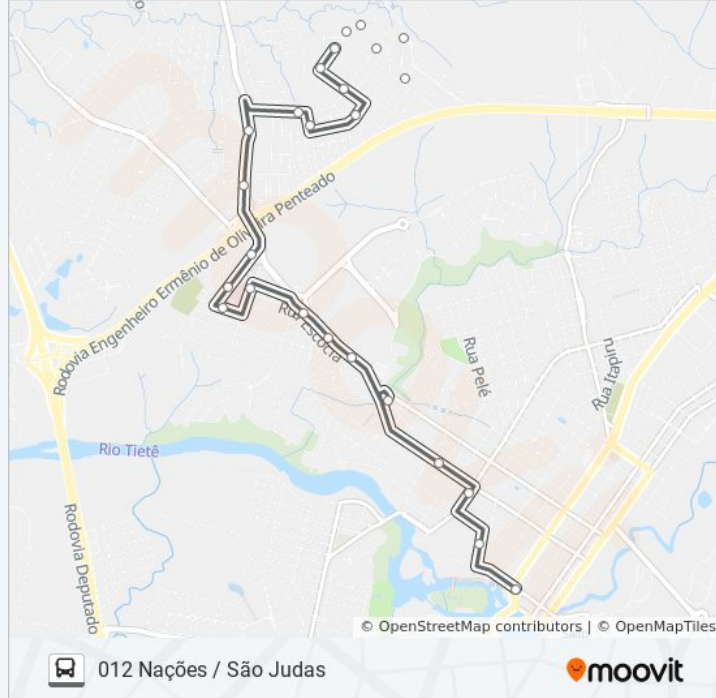 Rodovia Engenheiro Ermênio de Oliveira Penteado
Rua Escócia
Rua Pelé
Rua Itapiru
Rio Tietê
Rodovia Deputado
© OpenStreetMap contributors | © OpenMapTiles
012 Nações / São Judas
moovit